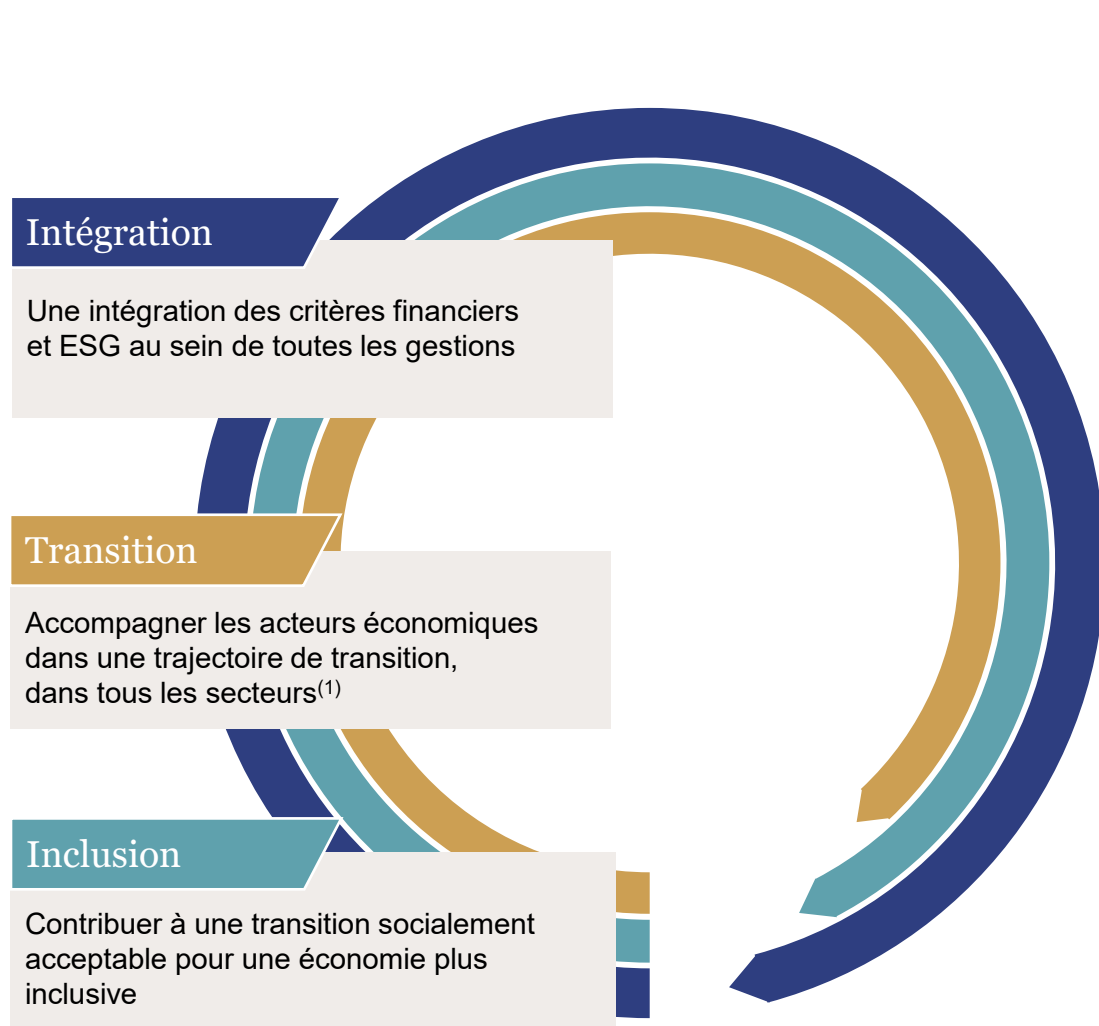 Intégration
Une intégration des critères financiers
et ESG au sein de toutes les gestions
Transition
Accompagner les acteurs économiques
dans une trajectoire de transition,
dans tous les secteurs(1)
Inclusion
Contribuer à une transition socialement
acceptable pour une économie plus
inclusive